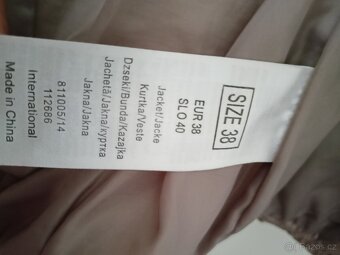 SIZE 38
EUR 38
SLO 40
Jacket/Jacke
Kurtka/Veste
Dzseki/Bunda/Kazajka
Jachetă/Jaka/куртка
Jakna/Jakna
811005/14
112686
International
Made in China